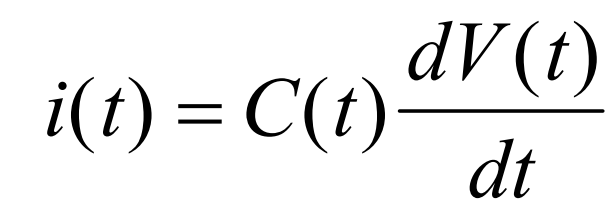 i(t) = C(t) dV(t)/dt